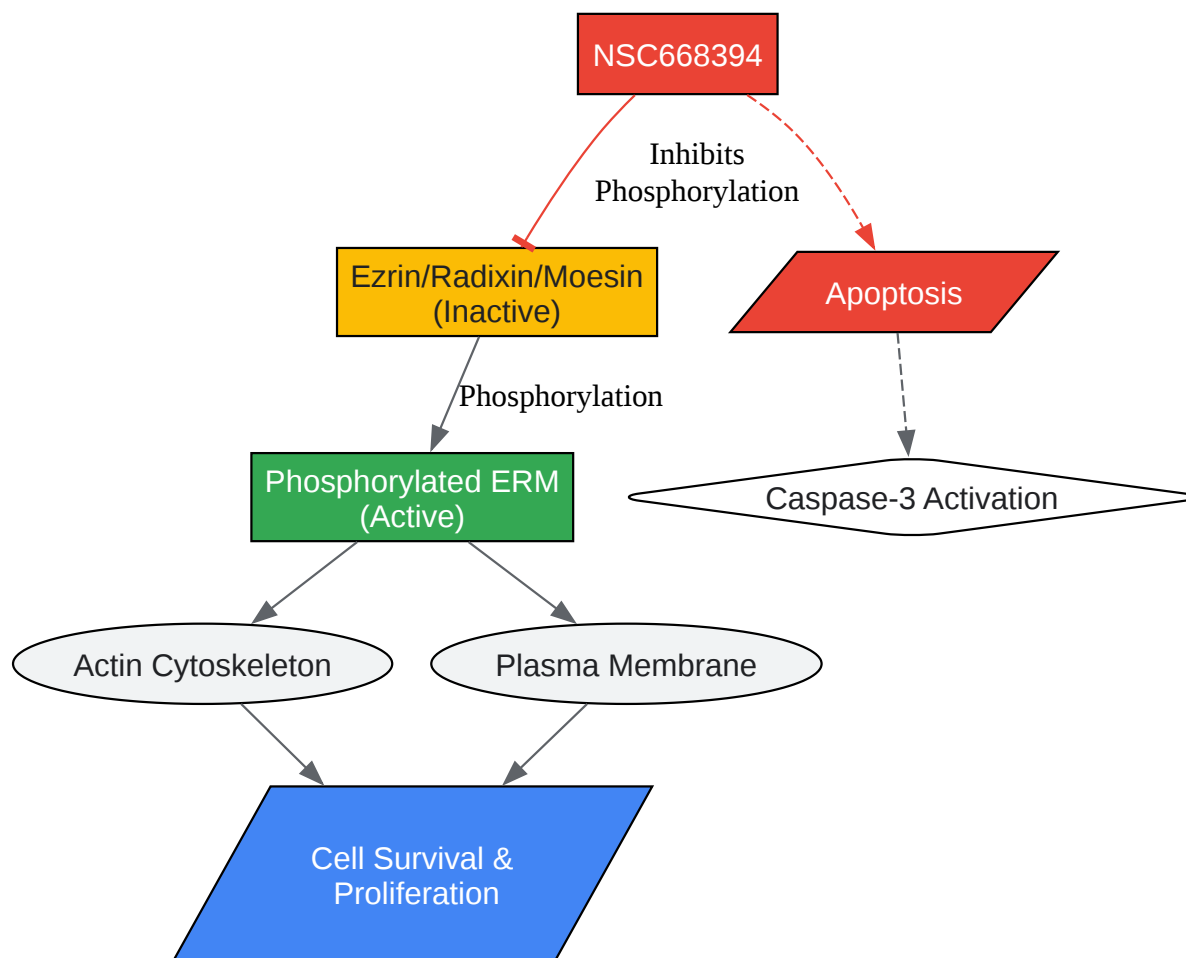 NSC668394
Inhibits
Phosphorylation
Ezrin/Radixin/Moesin
(Inactive)
Apoptosis
Phosphorylation
Phosphorylated ERM
(Active)
Caspase-3 Activation
Actin Cytoskeleton
Plasma Membrane
Cell Survival &
Proliferation